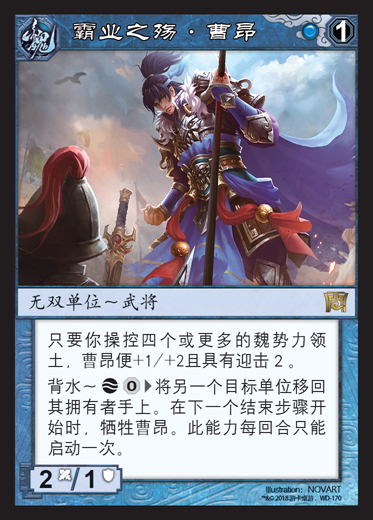 魏
霸业之殇·曹昂
1
无双单位~武将
只要你操控四个或更多的魏势力领
土，曹昂便+1/+2且具有迎击2。
背水~ 0 将另一个目标单位移回
其拥有者手上。在下一个结束步骤开
始时，牺牲曹昂。此能力每回合只能
启动一次。
2 / 1
Illustration: NOVART
™&© 2018 游卡桌游. WD-170